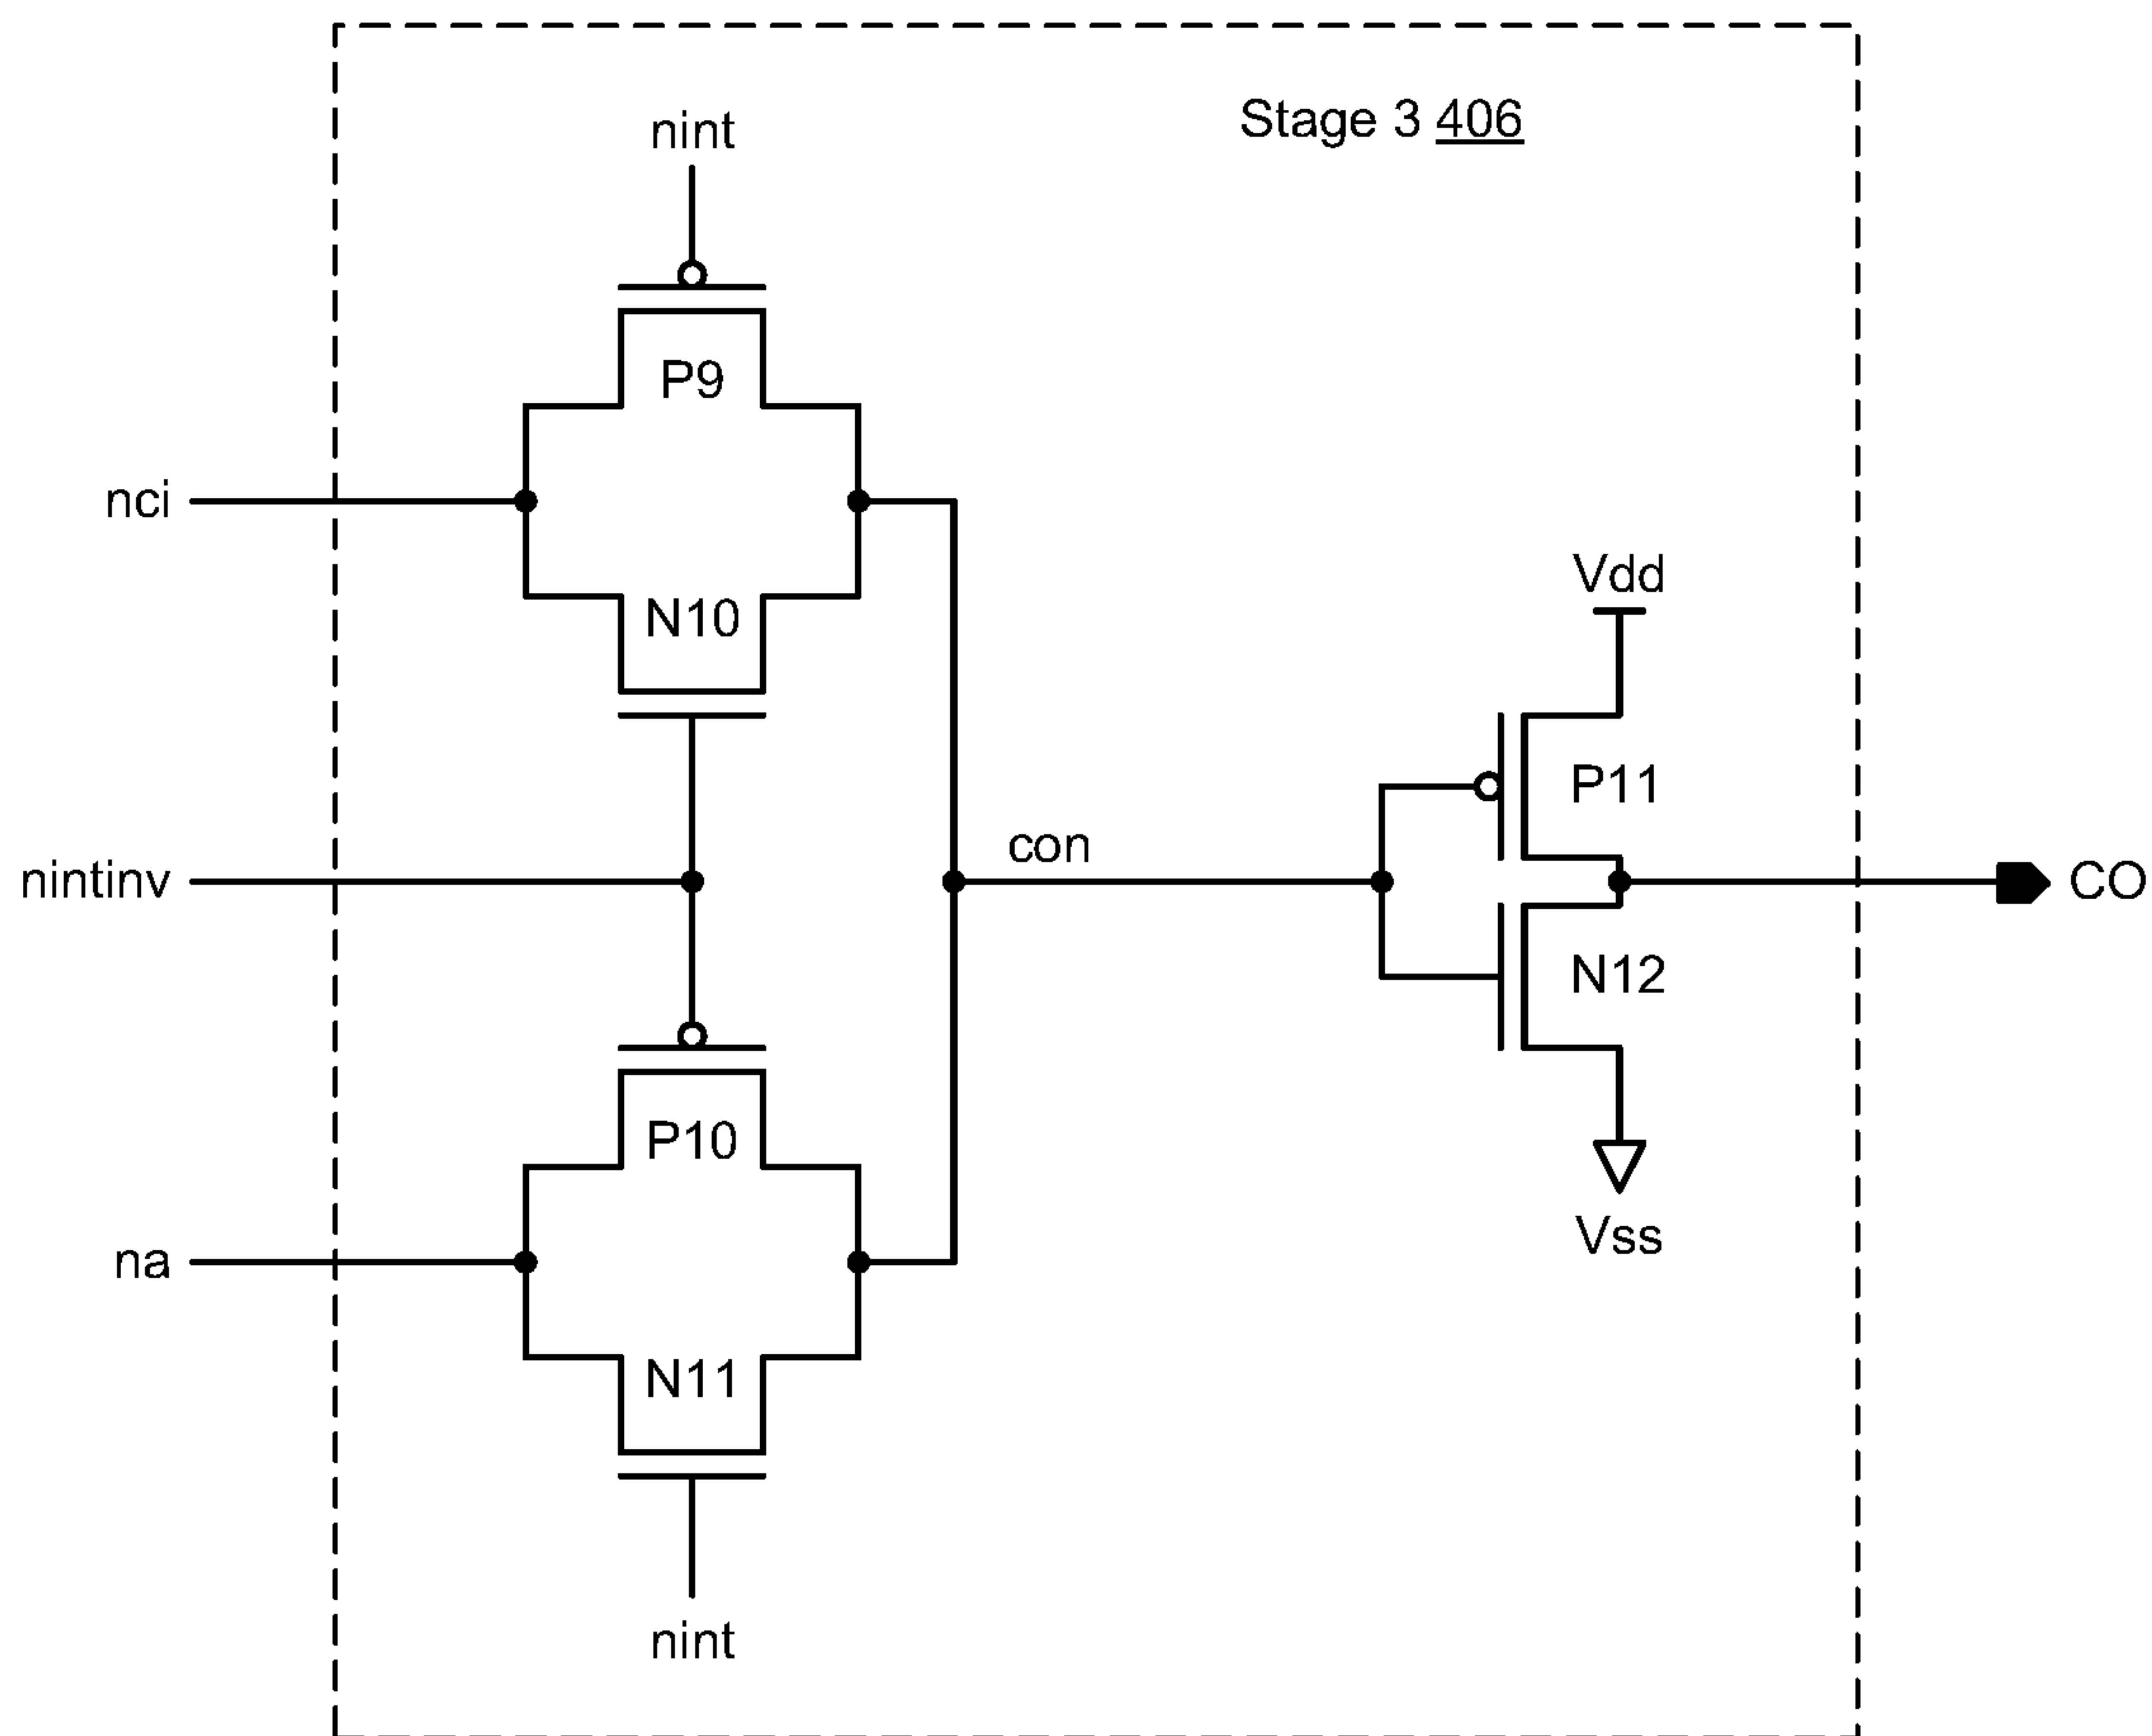 Stage 3 406
nint
P9
nci
N10
Vdd
P11
con
nintinv
CO
N12
P10
Vss
na
N11
nint